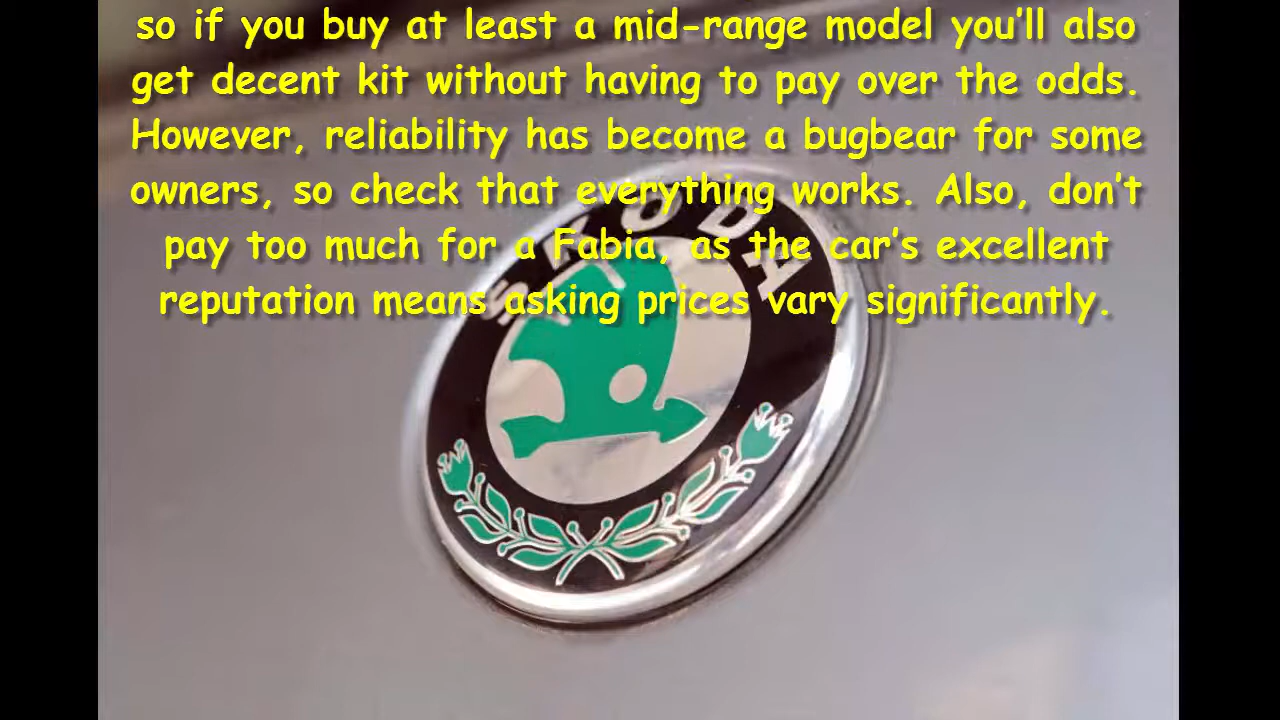 so if you buy at least a mid-range model you’ll also
get decent kit without having to pay over the odds.
However, reliability has become a bugbear for some
owners, so check that everything works. Also, don’t
pay too much for a Fabia, as the car’s excellent
reputation means asking prices vary significantly.
SKODA